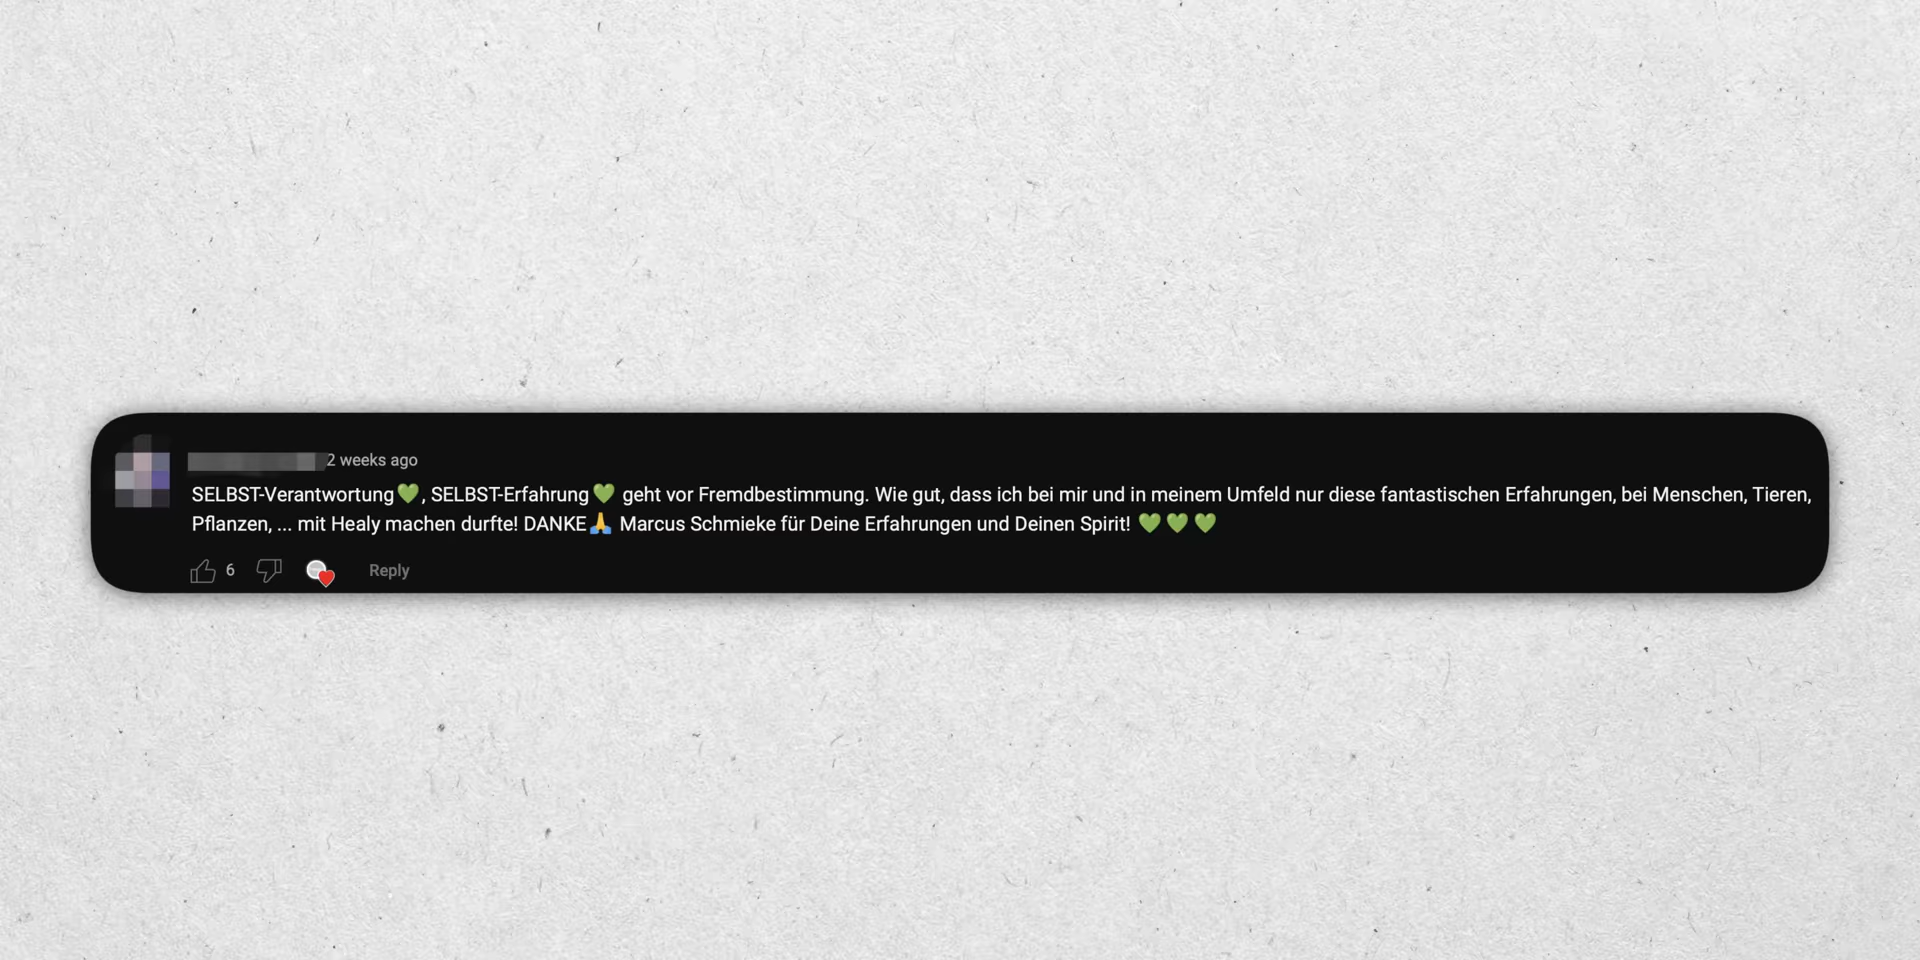 2 weeks ago
SELBST-Verantwortung💚, SELBST-Erfahrung💚 geht vor Fremdbestimmung. Wie gut, dass ich bei mir und in meinem Umfeld nur diese fantastischen Erfahrungen, bei Menschen, Tieren,
Pflanzen, ... mit Healy machen durfte! DANKE🙏 Marcus Schmieke für Deine Erfahrungen und Deinen Spirit! 💚💚💚
6 Reply